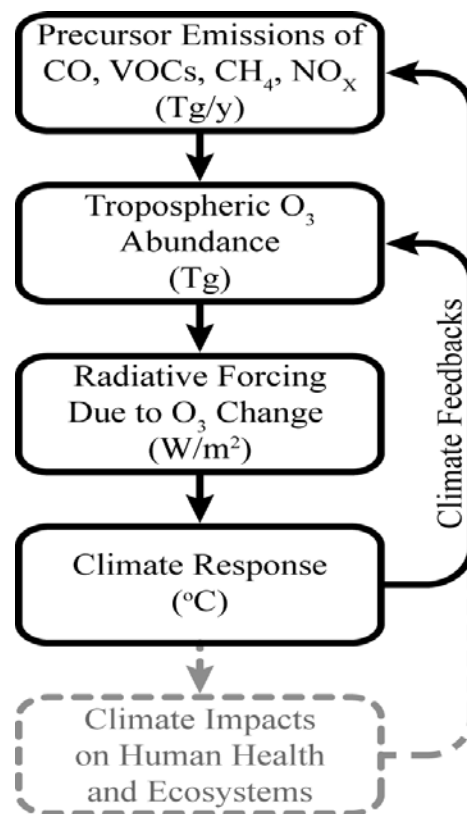 Precursor Emissions of
CO, VOCs, CH₄, NOₓ
(Tg/y)
Tropospheric O₃
Abundance
(Tg)
Radiative Forcing
Due to O₃ Change
(W/m²)
Climate Response
(°C)
Climate Impacts
on Human Health
and Ecosystems
Climate Feedbacks